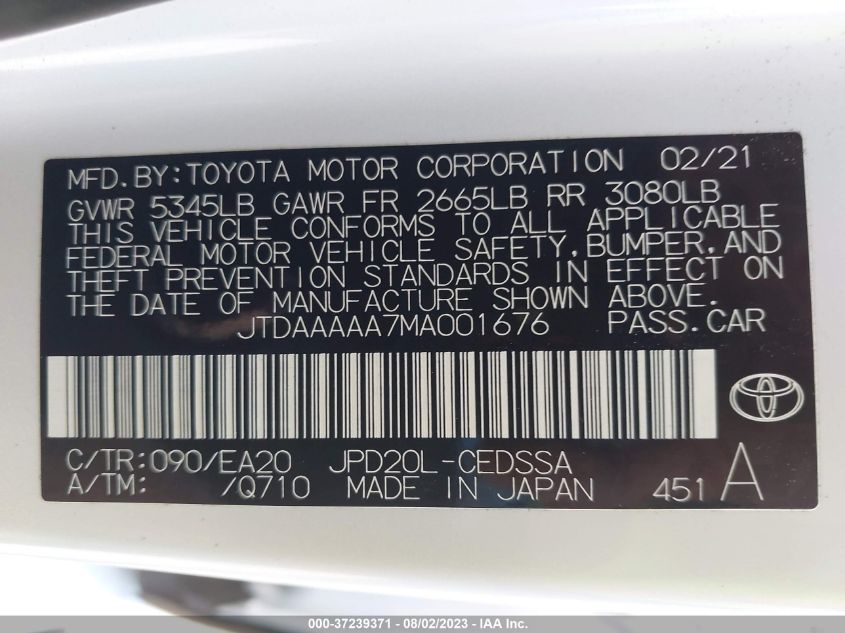 MFD.BY:TOYOTA MOTOR CORPORATION 02/21
GVWR 5345LB GAWR FR 2665LB RR 3080LB
THIS VEHICLE CONFORMS TO ALL APPLICABLE
FEDERAL MOTOR VEHICLE SAFETY,BUMPER,AND
THEFT PREVENTION STANDARDS IN EFFECT ON
THE DATE OF MANUFACTURE SHOWN ABOVE.
JTDAAAAA7MA001676 PASS.CAR
C/TR:090/EA20 JPD20L-CEDSSA
A/TM: /Q710 MADE IN JAPAN 451 A
000-37239371 - 08/02/2023 - IAA Inc.